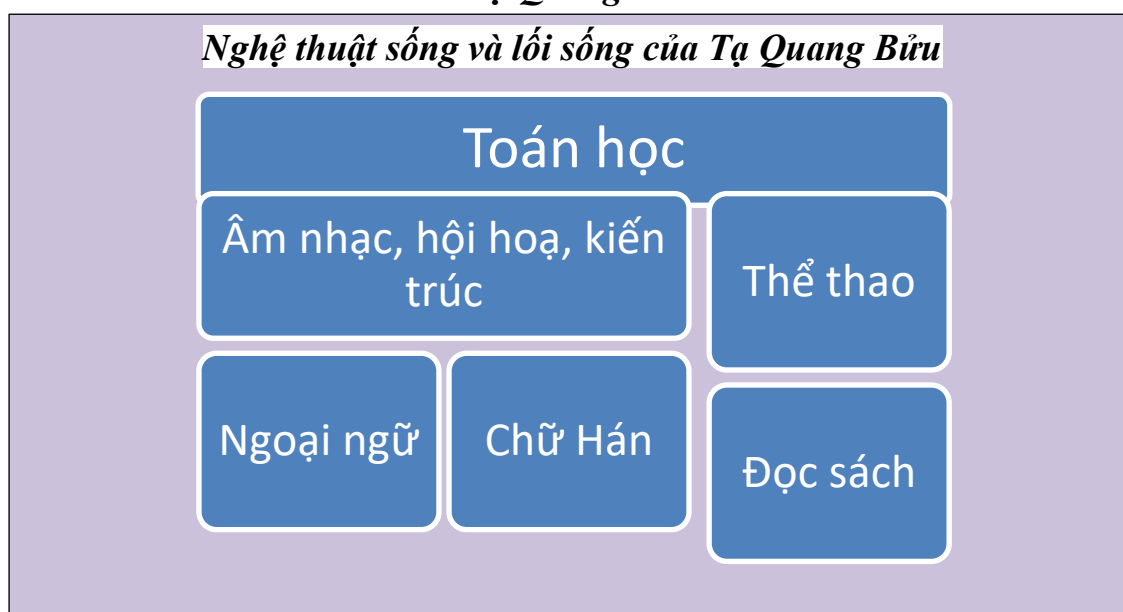 Nghệ thuật sống và lối sống của Tạ Quang Bửu
Toán học
Âm nhạc, hội hoạ, kiến
trúc
Thể thao
Ngoại ngữ
Chữ Hán
Đọc sách